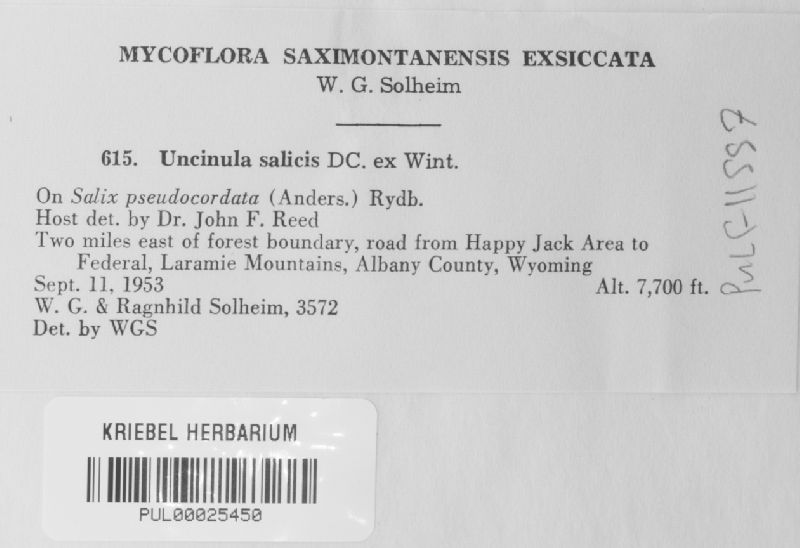 MYCOFLORA SAXIMONTANENSIS EXSICCATA
W. G. Solheim
615. Uncinula salicis DC. ex Wint.
On Salix pseudocordata (Anders.) Rydb.
Host det. by Dr. John F. Reed
Two miles east of forest boundary, road from Happy Jack Area to
Federal, Laramie Mountains, Albany County, Wyoming
Sept. 11, 1953 Alt. 7,700 ft.
W. G. & Ragnhild Solheim, 3572
Det. by WGS
PULF-11587
KRIEBEL HERBARIUM
PUL00025450